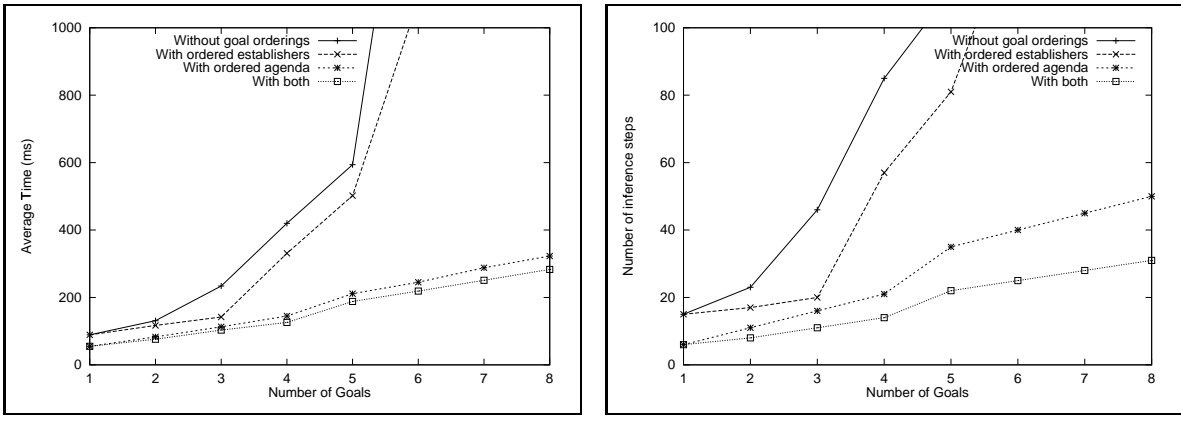 1000
800
600
400
200
0
Average Time (ms)
Without goal orderings
With ordered establishers
With ordered agenda
With both
1 2 3 4 5 6 7 8
Number of Goals
100
80
60
40
20
0
Number of inference steps
Without goal orderings
With ordered establishers
With ordered agenda
With both
1 2 3 4 5 6 7 8
Number of Goals